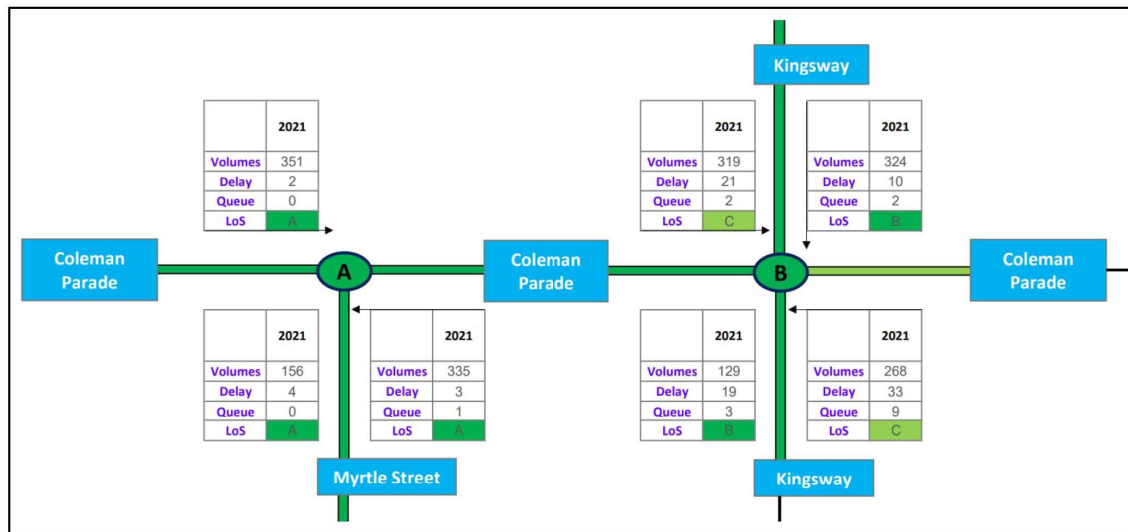 Kingsway
2021
Volumes 351
Delay 2
Queue 0
LoS A
2021
Volumes 319
Delay 21
Queue 2
LoS C
2021
Volumes 324
Delay 10
Queue 2
LoS B
Coleman
Parade
A
Coleman
Parade
B
Coleman
Parade
2021
Volumes 156
Delay 4
Queue 0
LoS A
2021
Volumes 335
Delay 3
Queue 1
LoS A
2021
Volumes 129
Delay 19
Queue 3
LoS B
2021
Volumes 268
Delay 33
Queue 9
LoS C
Myrtle Street
Kingsway